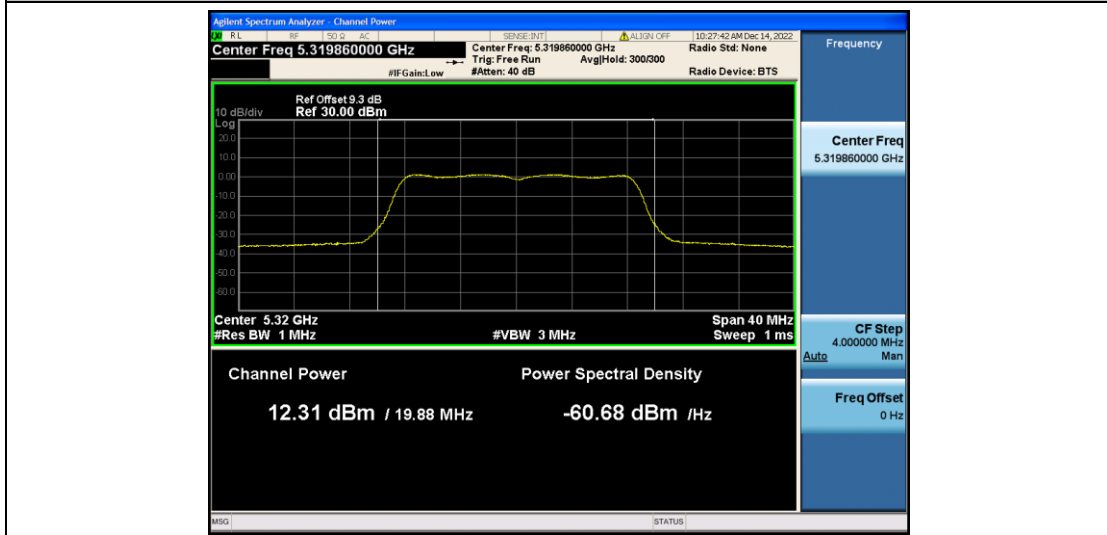 Agilent Spectrum Analyzer - Channel Power
RL RF 50 Ω AC SENSE:INT ALIGN OFF 10:27:42 AM Dec 14, 2022
Center Freq 5.319860000 GHz
Center Freq: 5.319860000 GHz
Radio Std: None
Trig: Free Run Avg|Hold: 300/300
#IFGain:Low #Atten: 40 dB Radio Device: BTS
Frequency
Ref Offset 9.3 dB
10 dB/div Ref 30.00 dBm
Log
20.0
10.0
0.00
-10.0
-20.0
-30.0
-40.0
-50.0
-60.0
Center 5.32 GHz Span 40 MHz
#Res BW 1 MHz #VBW 3 MHz Sweep 1 ms
Channel Power Power Spectral Density
12.31 dBm / 19.88 MHz -60.68 dBm /Hz
Center Freq
5.319860000 GHz
CF Step
4.000000 MHz
Auto Man
Freq Offset
0 Hz
MSG STATUS